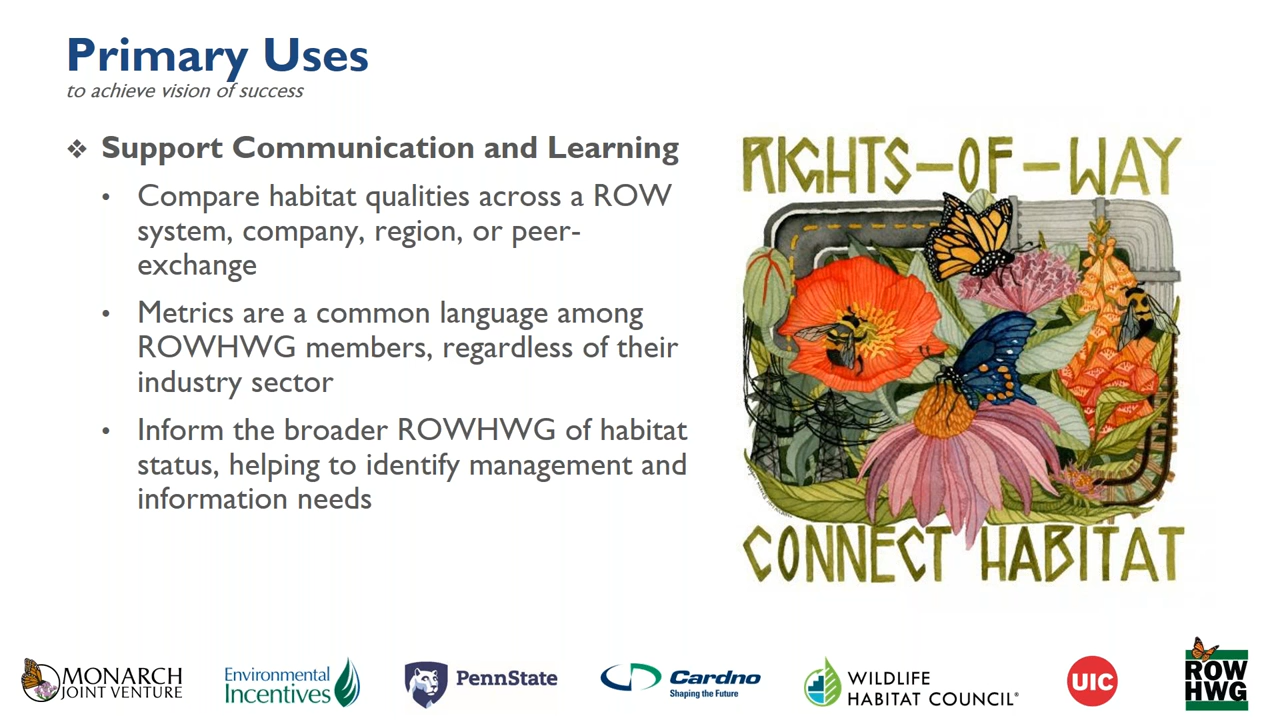 Primary Uses
to achieve vision of success
❖ Support Communication and Learning
• Compare habitat qualities across a ROW
system, company, region, or peer-
exchange
• Metrics are a common language among
ROWHWG members, regardless of their
industry sector
• Inform the broader ROWHWG of habitat
status, helping to identify management and
information needs
RIGHTS-OF-WAY
CONNECT HABITAT
MONARCH
JOINT VENTURE
Environmental
Incentives
PennState
Cardno
Shaping the Future
WILDLIFE
HABITAT COUNCIL®
UIC
ROW
HWG